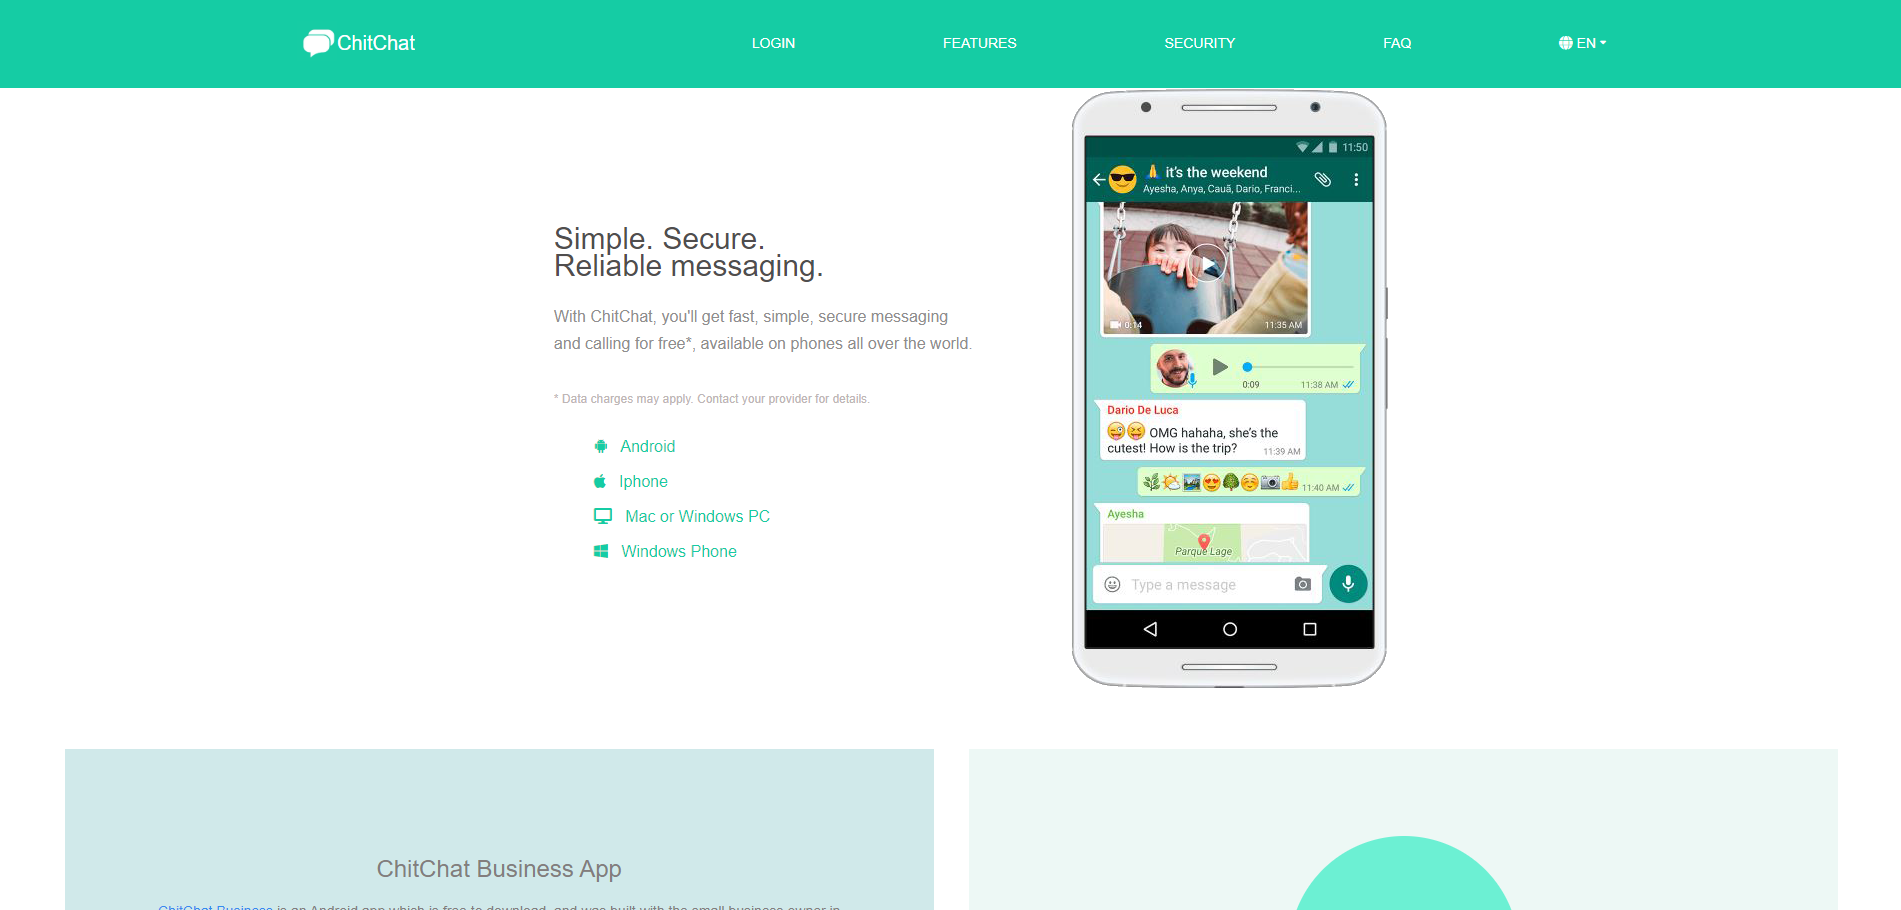 ChitChat
LOGIN
FEATURES
SECURITY
FAQ
EN
Simple. Secure.
Reliable messaging.
With ChitChat, you'll get fast, simple, secure messaging
and calling for free*, available on phones all over the world.
* Data charges may apply. Contact your provider for details.
Android
Iphone
Mac or Windows PC
Windows Phone
11:50
it's the weekend
Ayesha, Anya, Cauã, Dario, Franci...
0:14
11:35 AM
0:09
11:38 AM
Dario De Luca
OMG hahaha, she's the
cutest! How is the trip?
11:39 AM
11:40 AM
Ayesha
Parque Lage
Type a message
ChitChat Business App
ChitChat Business is an Android app which is free to download, and was built with the small business owner in